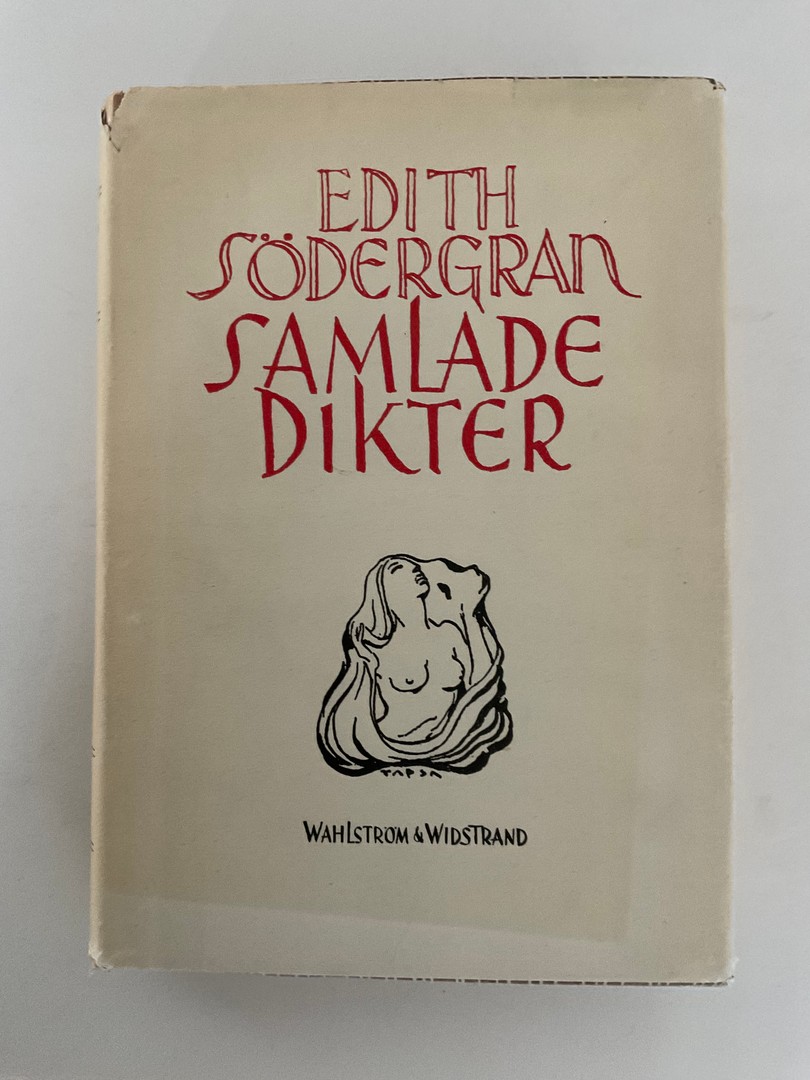 EDITH
SÖDERGRAN
SAMLADE
DIKTER
TAPSA
WAHLSTRÖM & WIDSTRAND